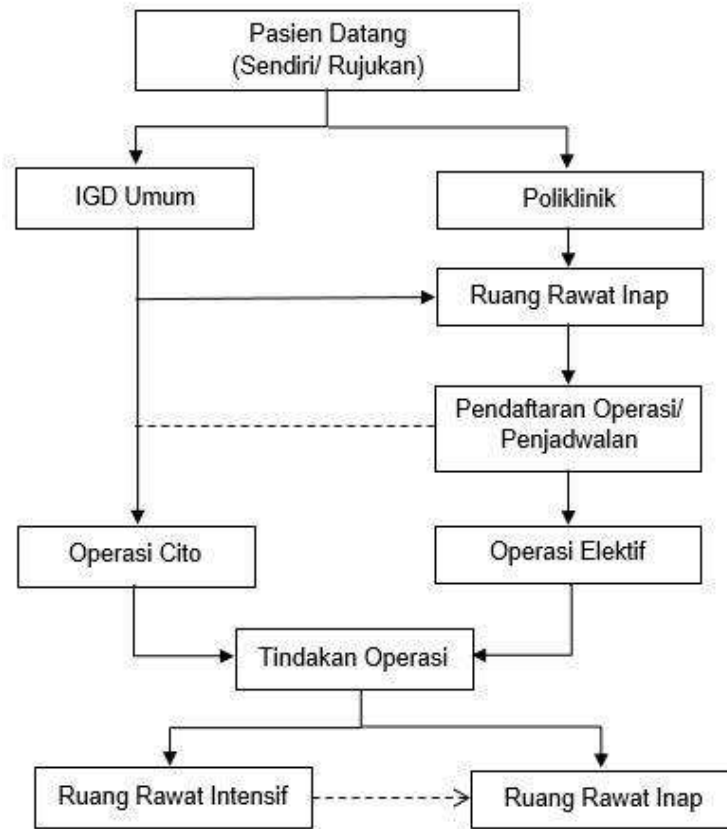 Pasien Datang
(Sendiri/ Rujukan)
IGD Umum
Poliklinik
Ruang Rawat Inap
Pendaftaran Operasi/
Penjadwalan
Operasi Cito
Operasi Elektif
Tindakan Operasi
Ruang Rawat Intensif
Ruang Rawat Inap